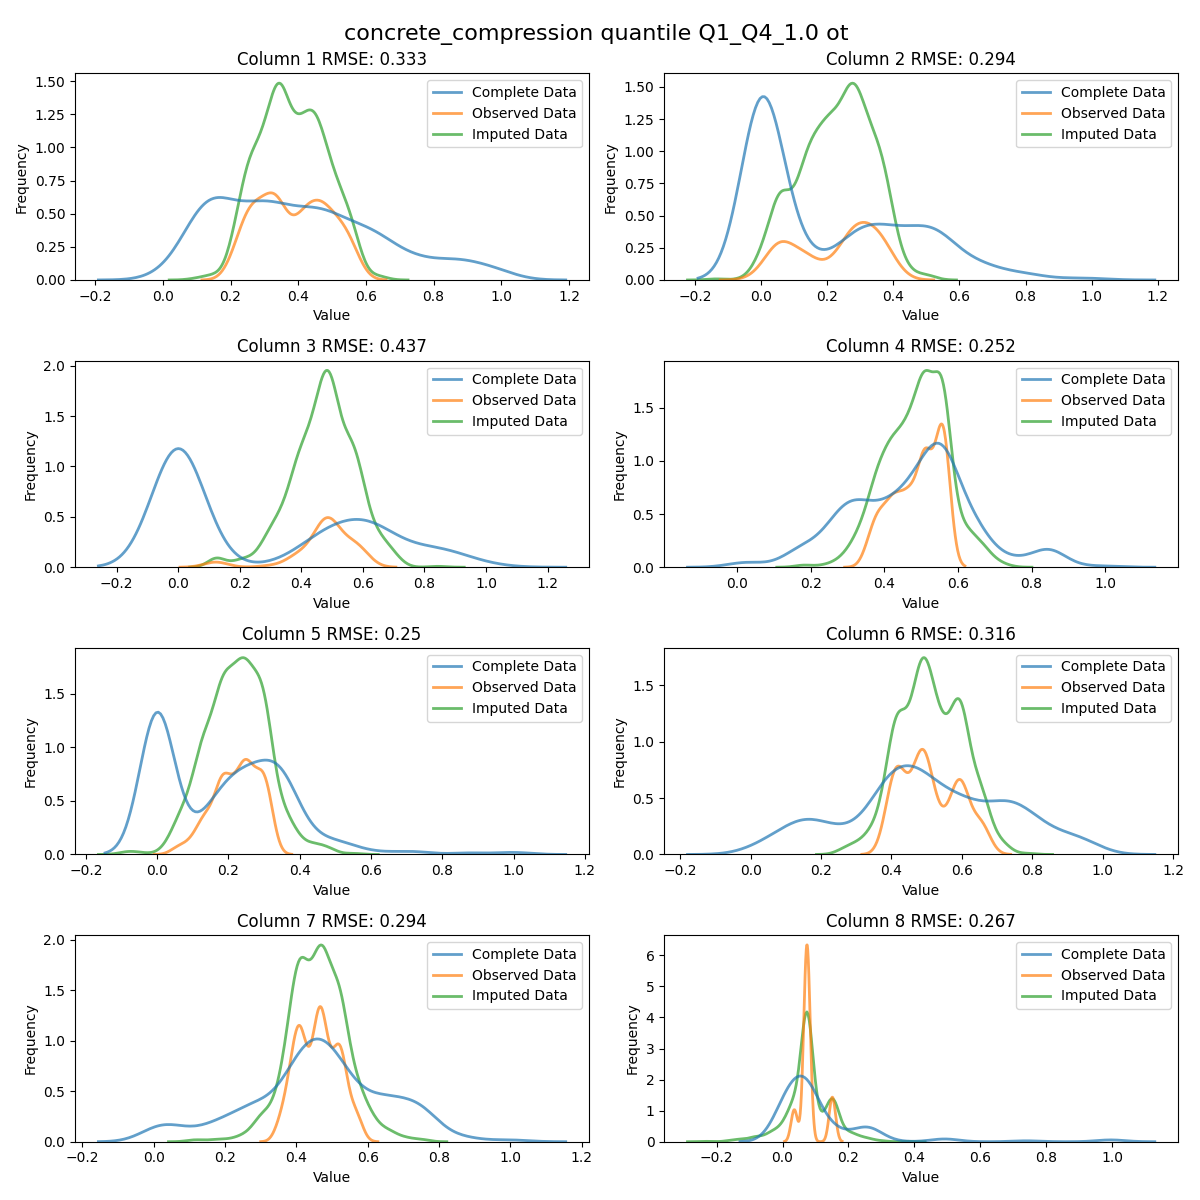 concrete_compression quantile Q1_Q4_1.0 ot
Column 1 RMSE: 0.333
Frequency
1.50
1.25
1.00
0.75
0.50
0.25
0.00
Complete Data
Observed Data
Imputed Data
−0.2 0.0 0.2 0.4 0.6 0.8 1.0 1.2
Value
Column 2 RMSE: 0.294
Frequency
1.50
1.25
1.00
0.75
0.50
0.25
0.00
Complete Data
Observed Data
Imputed Data
−0.2 0.0 0.2 0.4 0.6 0.8 1.0 1.2
Value
Column 3 RMSE: 0.437
Frequency
2.0
1.5
1.0
0.5
0.0
Complete Data
Observed Data
Imputed Data
−0.2 0.0 0.2 0.4 0.6 0.8 1.0 1.2
Value
Column 4 RMSE: 0.252
Frequency
1.5
1.0
0.5
0.0
Complete Data
Observed Data
Imputed Data
0.0 0.2 0.4 0.6 0.8 1.0
Value
Column 5 RMSE: 0.25
Frequency
1.5
1.0
0.5
0.0
Complete Data
Observed Data
Imputed Data
−0.2 0.0 0.2 0.4 0.6 0.8 1.0 1.2
Value
Column 6 RMSE: 0.316
Frequency
1.5
1.0
0.5
0.0
Complete Data
Observed Data
Imputed Data
−0.2 0.0 0.2 0.4 0.6 0.8 1.0 1.2
Value
Column 7 RMSE: 0.294
Frequency
2.0
1.5
1.0
0.5
0.0
Complete Data
Observed Data
Imputed Data
−0.2 0.0 0.2 0.4 0.6 0.8 1.0 1.2
Value
Column 8 RMSE: 0.267
Frequency
6
5
4
3
2
1
0
Complete Data
Observed Data
Imputed Data
−0.2 0.0 0.2 0.4 0.6 0.8 1.0
Value